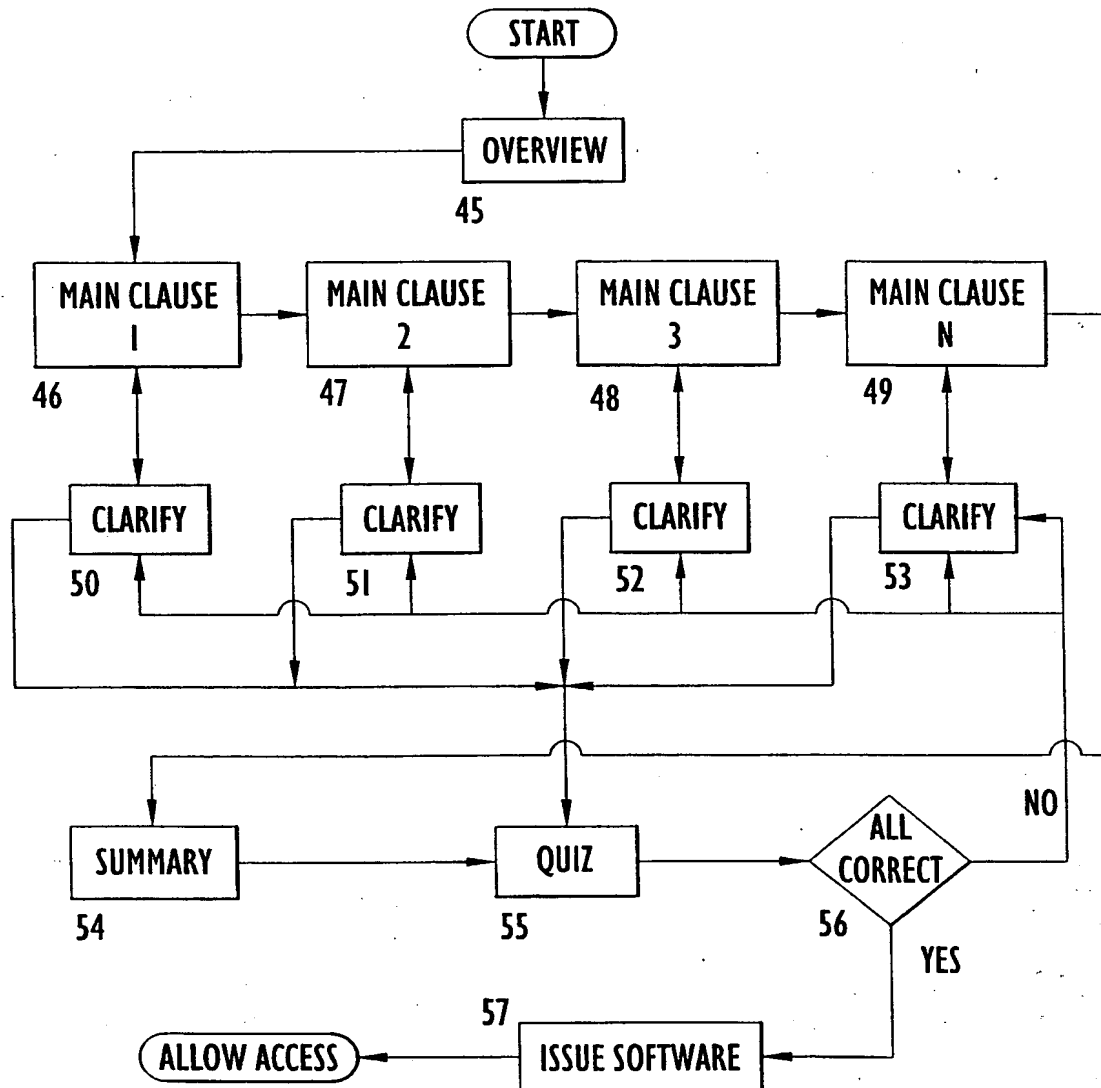 START
OVERVIEW
45
MAIN CLAUSE
1
MAIN CLAUSE
2
MAIN CLAUSE
3
MAIN CLAUSE
N
46
47
48
49
CLARIFY
CLARIFY
CLARIFY
CLARIFY
50
51
52
53
NO
SUMMARY
QUIZ
ALL
CORRECT
54
55
56
YES
57
ALLOW ACCESS
ISSUE SOFTWARE